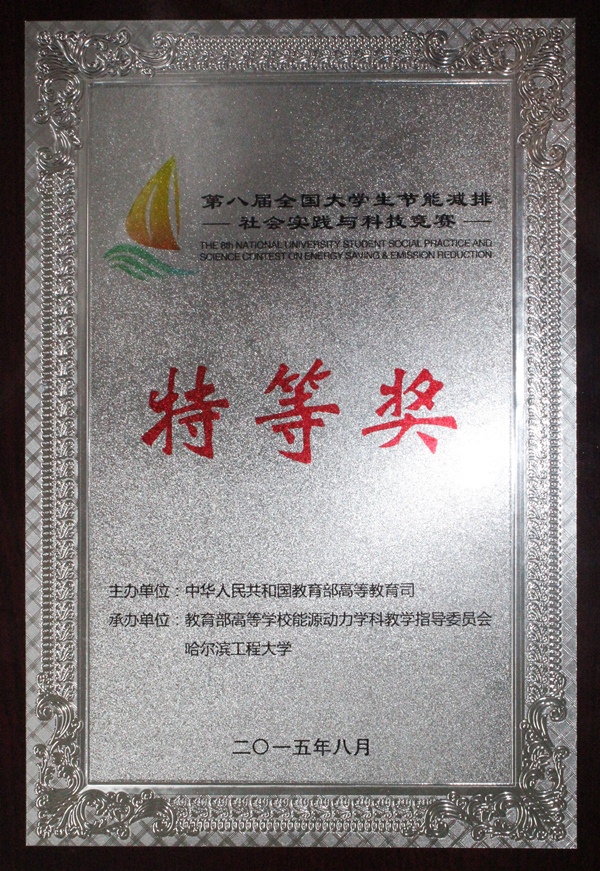 第八届全国大学生节能减排
社会实践与科技竞赛
THE 8th NATIONAL UNIVERSITY STUDENT SOCIAL PRACTICE AND
SCIENCE CONTEST ON ENERGY SAVING & EMISSION REDUCTION
特等奖
主办单位：中华人民共和国教育部高等教育司
承办单位：教育部高等学校能源动力学科教学指导委员会
哈尔滨工程大学
二〇一五年八月